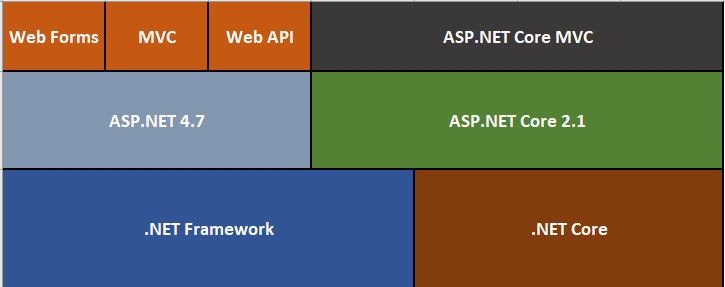 Web Forms
MVC
Web API
ASP.NET Core MVC
ASP.NET 4.7
ASP.NET Core 2.1
.NET Framework
.NET Core